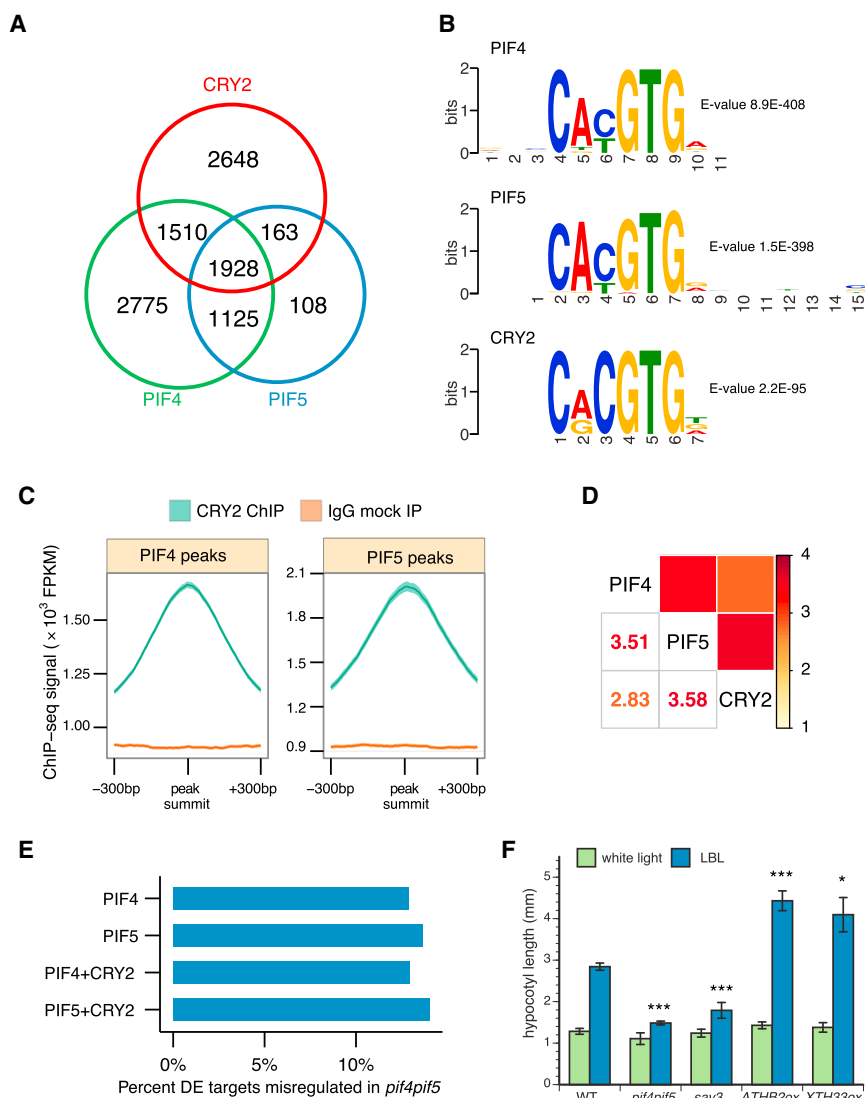 A
CRY2
2648
1510
163
1928
2775
1125
108
PIF4
PIF5
B
PIF4
2
1
0
bits
CACGTGA
T
1 2 3 4 5 6 7 8 9 10 11
E-value 8.9E-408
PIF5
2
1
0
bits
CACGTG
T
1 2 3 4 5 6 7 8 9 10 11 12 13 14 15
E-value 1.5E-398
CRY2
2
1
0
bits
CACGTGT
G G
A
1 2 3 4 5 6 7
E-value 2.2E-95
C
CRY2 ChIP
IgG mock IP
ChIP−seq signal ( × 10³ FPKM)
PIF4 peaks
1.50
1.25
1.00
−300bp
peak summit
+300bp
PIF5 peaks
2.1
1.8
1.5
1.2
0.9
−300bp
peak summit
+300bp
D
PIF4
3.51
PIF5
2.83
3.58
CRY2
4
3
2
1
E
PIF4
PIF5
PIF4+CRY2
PIF5+CRY2
0%
5%
10%
Percent DE targets misregulated in pif4pif5
F
white light
LBL
hypocotyl length (mm)
5
4
3
2
1
0
***
***
***
*
WT
pif4pif5
sav3
ATHB2ox
XTH33ox